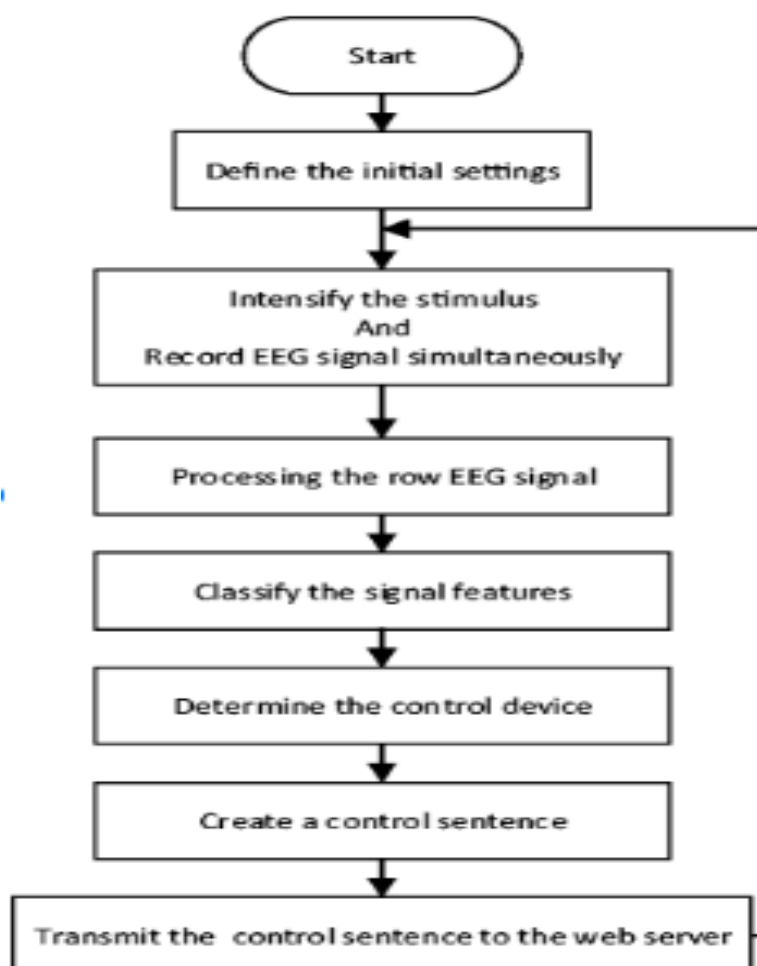 Start
Define the initial settings
Intensify the stimulus
And
Record EEG signal simultaneously
Processing the row EEG signal
Classify the signal features
Determine the control device
Create a control sentence
Transmit the control sentence to the web server